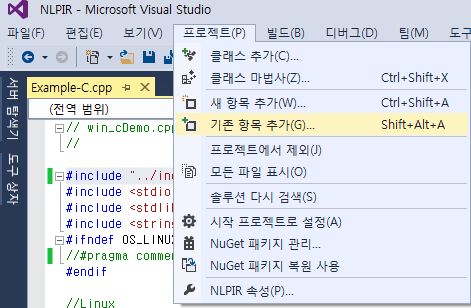 NLPIR - Microsoft Visual Studio
파일(F) 편집(E) 보기(V) 프로젝트(P) 빌드(B) 디버그(D) 팀(M)
클래스 추가(C)...
클래스 마법사(Z)... Ctrl+Shift+X
새 항목 추가(W)... Ctrl+Shift+A
기존 항목 추가(G)... Shift+Alt+A
프로젝트에서 제외(J)
모든 파일 표시(O)
솔루션 다시 검색(S)
시작 프로젝트로 설정(A)
NuGet 패키지 관리...
NuGet 패키지 복원 사용
NLPIR 속성(P)...
서버 탐색기
도구 상자
Example-C.cpp
(전역 범위)
// win_cDemo.cp
//
#include "../in
#include <stdio
#include <stdli
#include <strin
#ifndef OS_LINUX
//#pragma commen
#endif
//Linux